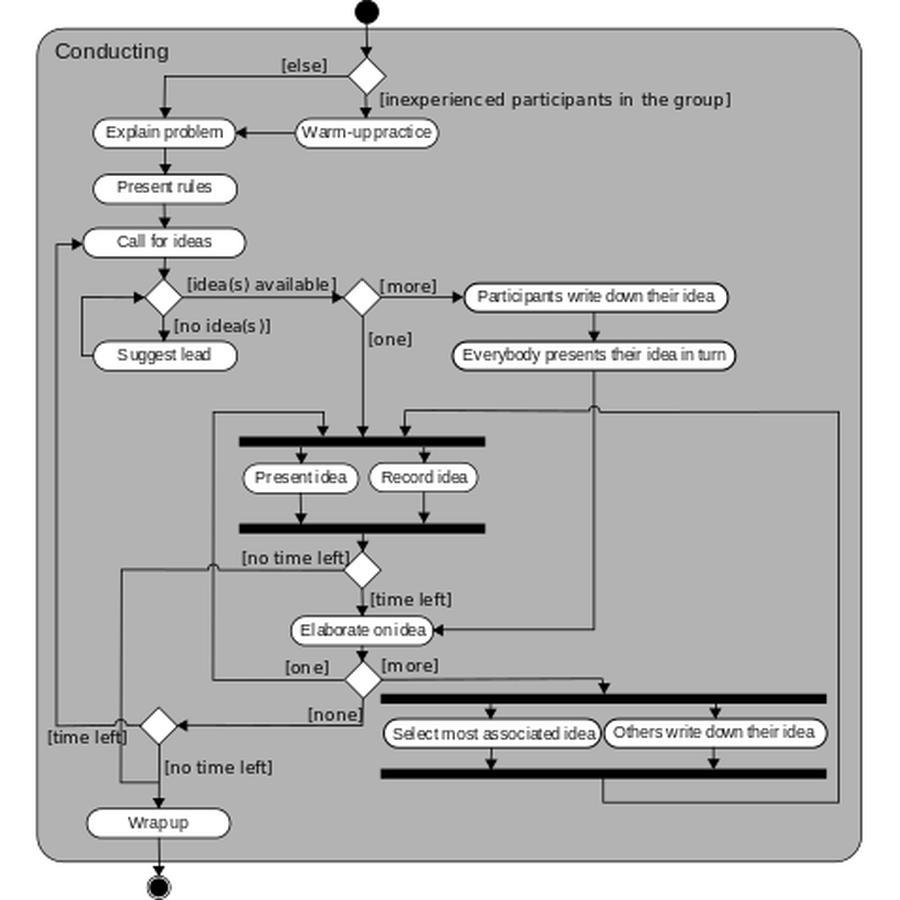 Conducting
[else]
[inexperienced participants in the group]
Explain problem
Warm-up practice
Present rules
Call for ideas
[idea(s) available]
[more]
Participants write down their idea
[no idea(s)]
[one]
Suggest lead
Everybody presents their idea in turn
Present idea
Record idea
[no time left]
[time left]
Elaborate on idea
[one]
[more]
[none]
[time left]
Select most associated idea
Others write down their idea
[no time left]
Wrap up